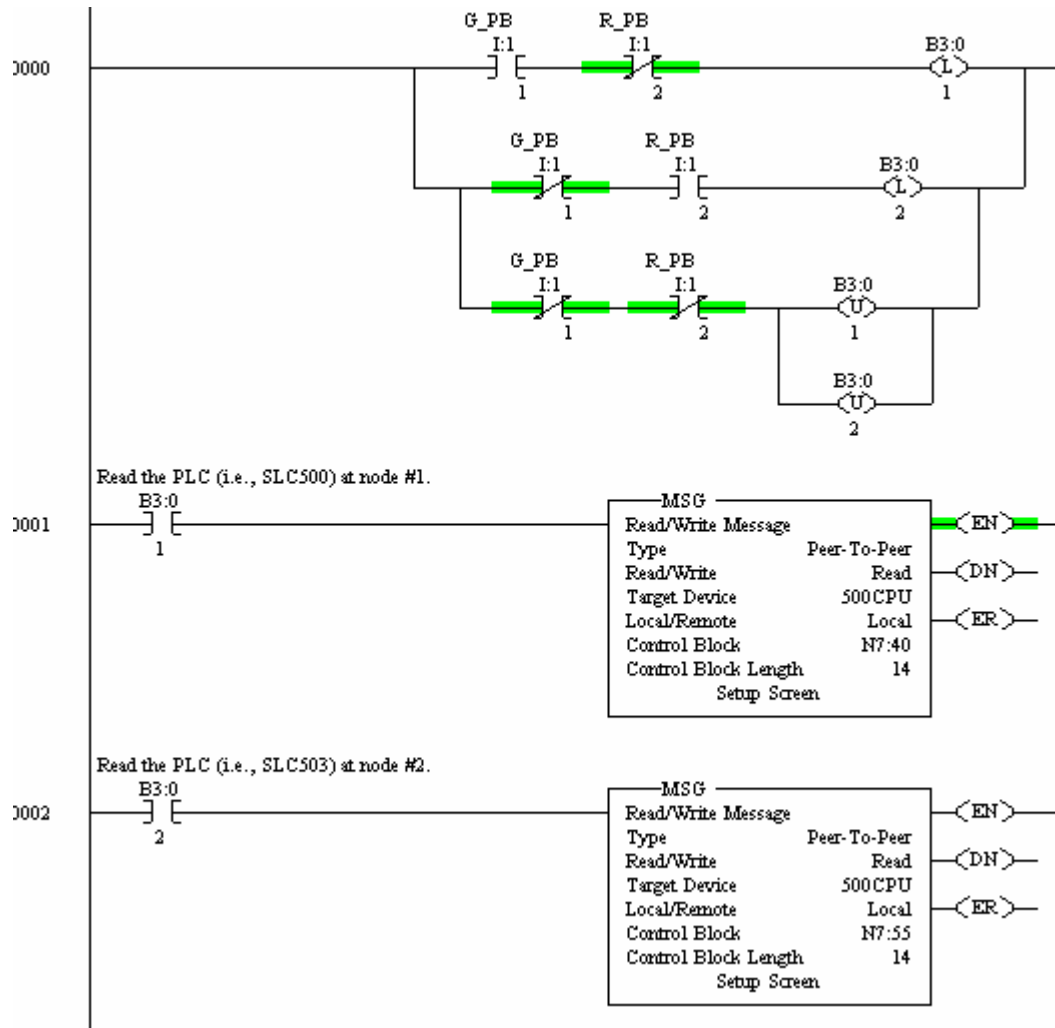 G_PB R_PB
I:1 I:1 B3:0
0000 L
1 2 1
G_PB R_PB
I:1 I:1 B3:0
L
1 2 2
G_PB R_PB
I:1 I:1 B3:0
U
1 2 1
B3:0
U
2
Read the PLC (i.e., SLC500) at node #1.
B3:0 MSG
0001 Read/Write Message EN
1 Type Peer-To-Peer
Read/Write Read DN
Target Device 500CPU
Local/Remote Local ER
Control Block N7:40
Control Block Length 14
Setup Screen
Read the PLC (i.e., SLC503) at node #2.
B3:0 MSG
0002 Read/Write Message EN
2 Type Peer-To-Peer
Read/Write Read DN
Target Device 500CPU
Local/Remote Local ER
Control Block N7:55
Control Block Length 14
Setup Screen